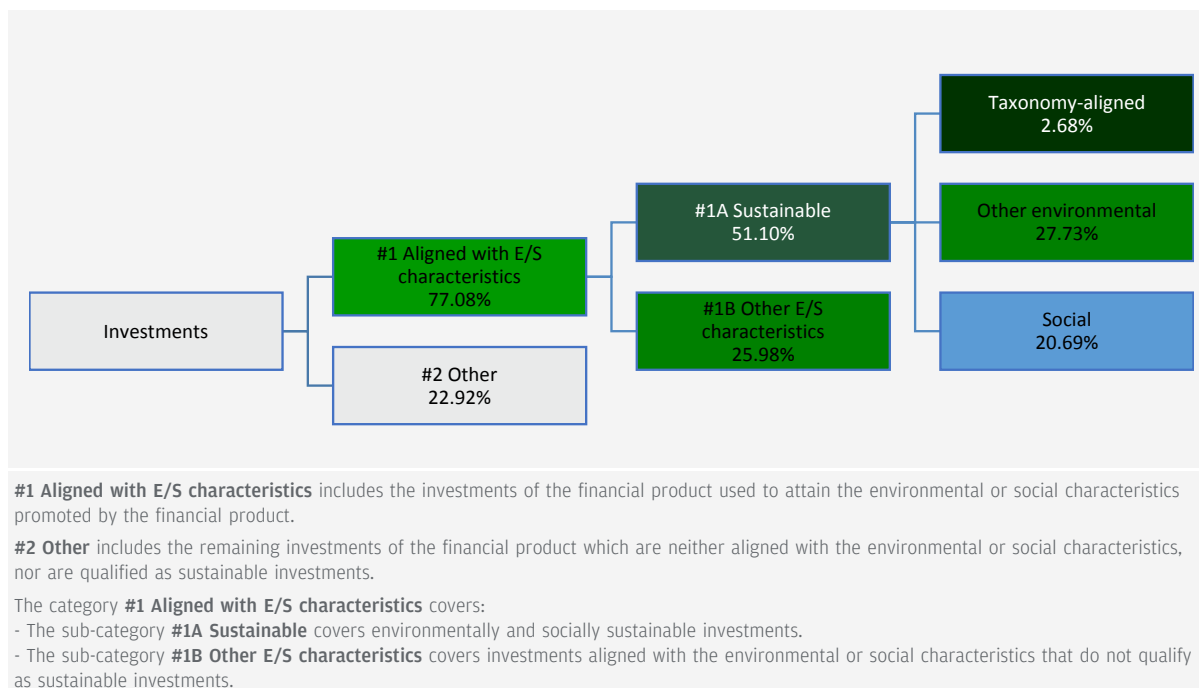 Investments
#1 Aligned with E/S
characteristics
77.08%
#2 Other
22.92%
#1A Sustainable
51.10%
#1B Other E/S
characteristics
25.98%
Taxonomy-aligned
2.68%
Other environmental
27.73%
Social
20.69%
#1 Aligned with E/S characteristics includes the investments of the financial product used to attain the environmental or social characteristics
promoted by the financial product.
#2 Other includes the remaining investments of the financial product which are neither aligned with the environmental or social characteristics,
nor are qualified as sustainable investments.
The category #1 Aligned with E/S characteristics covers:
- The sub-category #1A Sustainable covers environmentally and socially sustainable investments.
- The sub-category #1B Other E/S characteristics covers investments aligned with the environmental or social characteristics that do not qualify
as sustainable investments.